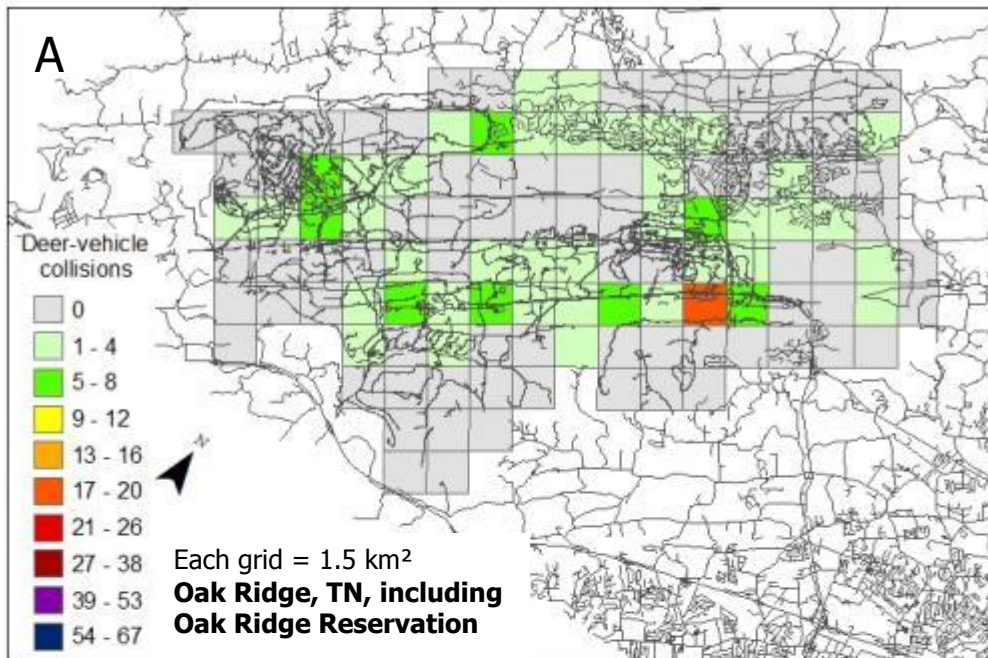 A
Deer-vehicle
collisions
0
1 - 4
5 - 8
9 - 12
13 - 16
17 - 20
21 - 26
27 - 38
39 - 53
54 - 67
N
Each grid = 1.5 km²
Oak Ridge, TN, including
Oak Ridge Reservation